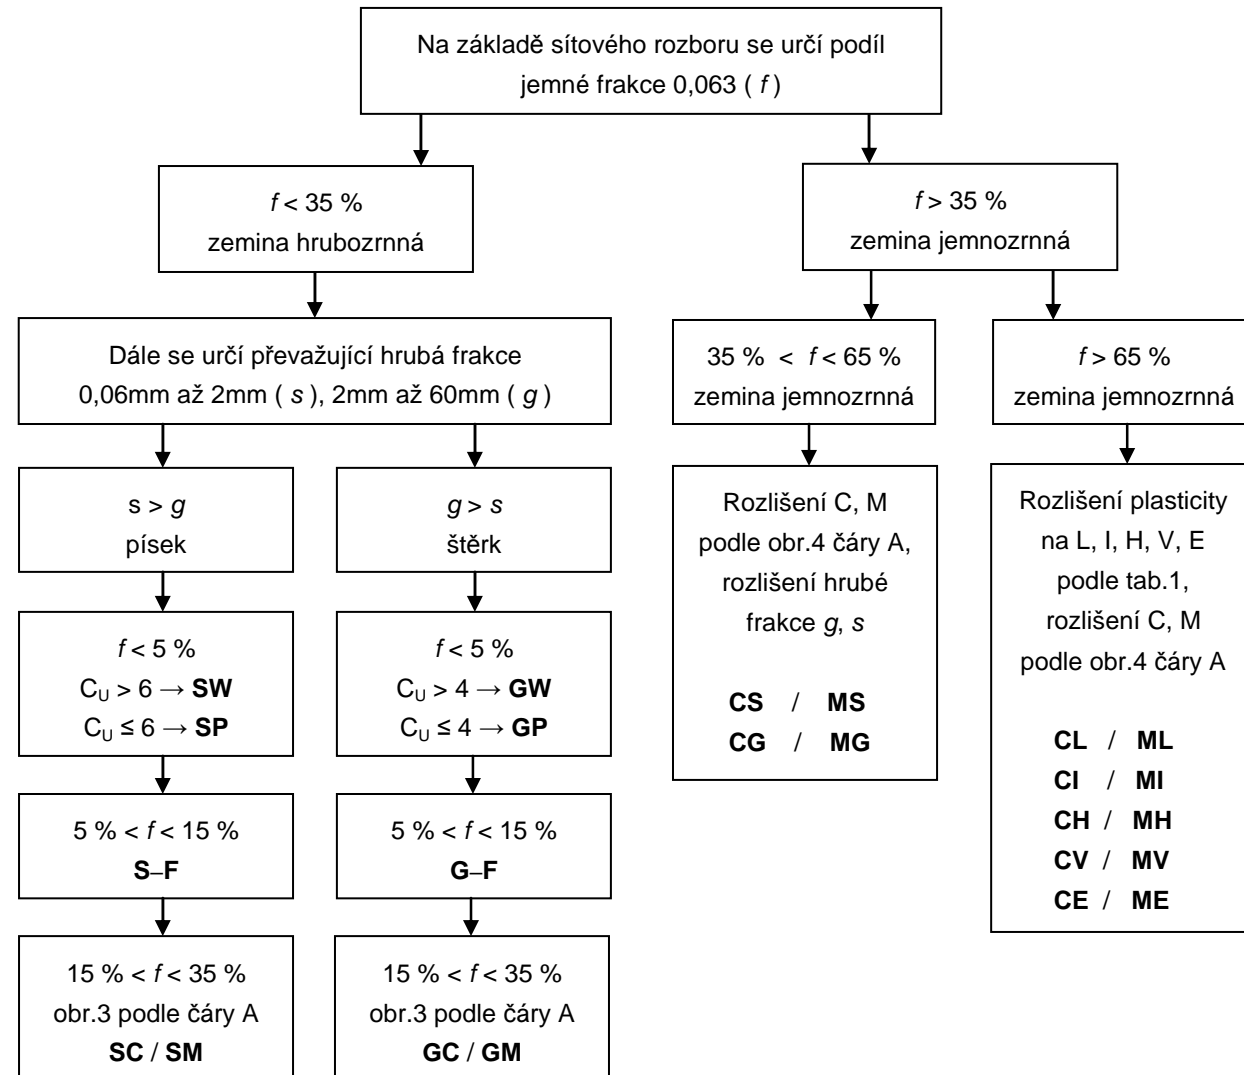 Na základě sítového rozboru se určí podíl
jemné frakce 0,063 ( f )
f < 35 %
zemina hrubozrnná
f > 35 %
zemina jemnozrnná
Dále se určí převažující hrubá frakce
0,06mm až 2mm ( s ), 2mm až 60mm ( g )
35 % < f < 65 %
zemina jemnozrnná
f > 65 %
zemina jemnozrnná
s > g
písek
g > s
štěrk
Rozlišení C, M
podle obr.4 čáry A,
rozlišení hrubé
frakce g, s
CS / MS
CG / MG
Rozlišení plasticity
na L, I, H, V, E
podle tab.1,
rozlišení C, M
podle obr.4 čáry A
CL / ML
CI / MI
CH / MH
CV / MV
CE / ME
f < 5 %
CU > 6 → SW
CU ≤ 6 → SP
f < 5 %
CU > 4 → GW
CU ≤ 4 → GP
5 % < f < 15 %
S–F
5 % < f < 15 %
G–F
15 % < f < 35 %
obr.3 podle čáry A
SC / SM
15 % < f < 35 %
obr.3 podle čáry A
GC / GM